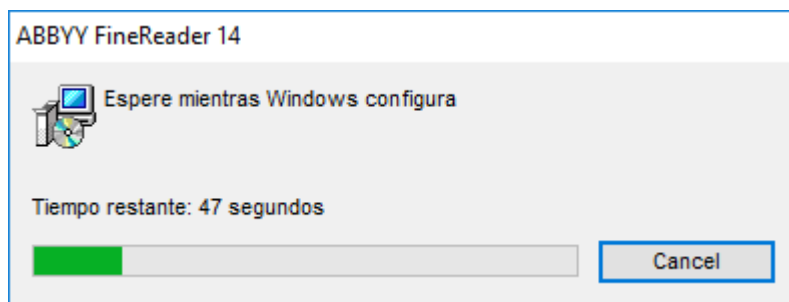 ABBYY FineReader 14
Espere mientras Windows configura
Tiempo restante: 47 segundos
Cancel